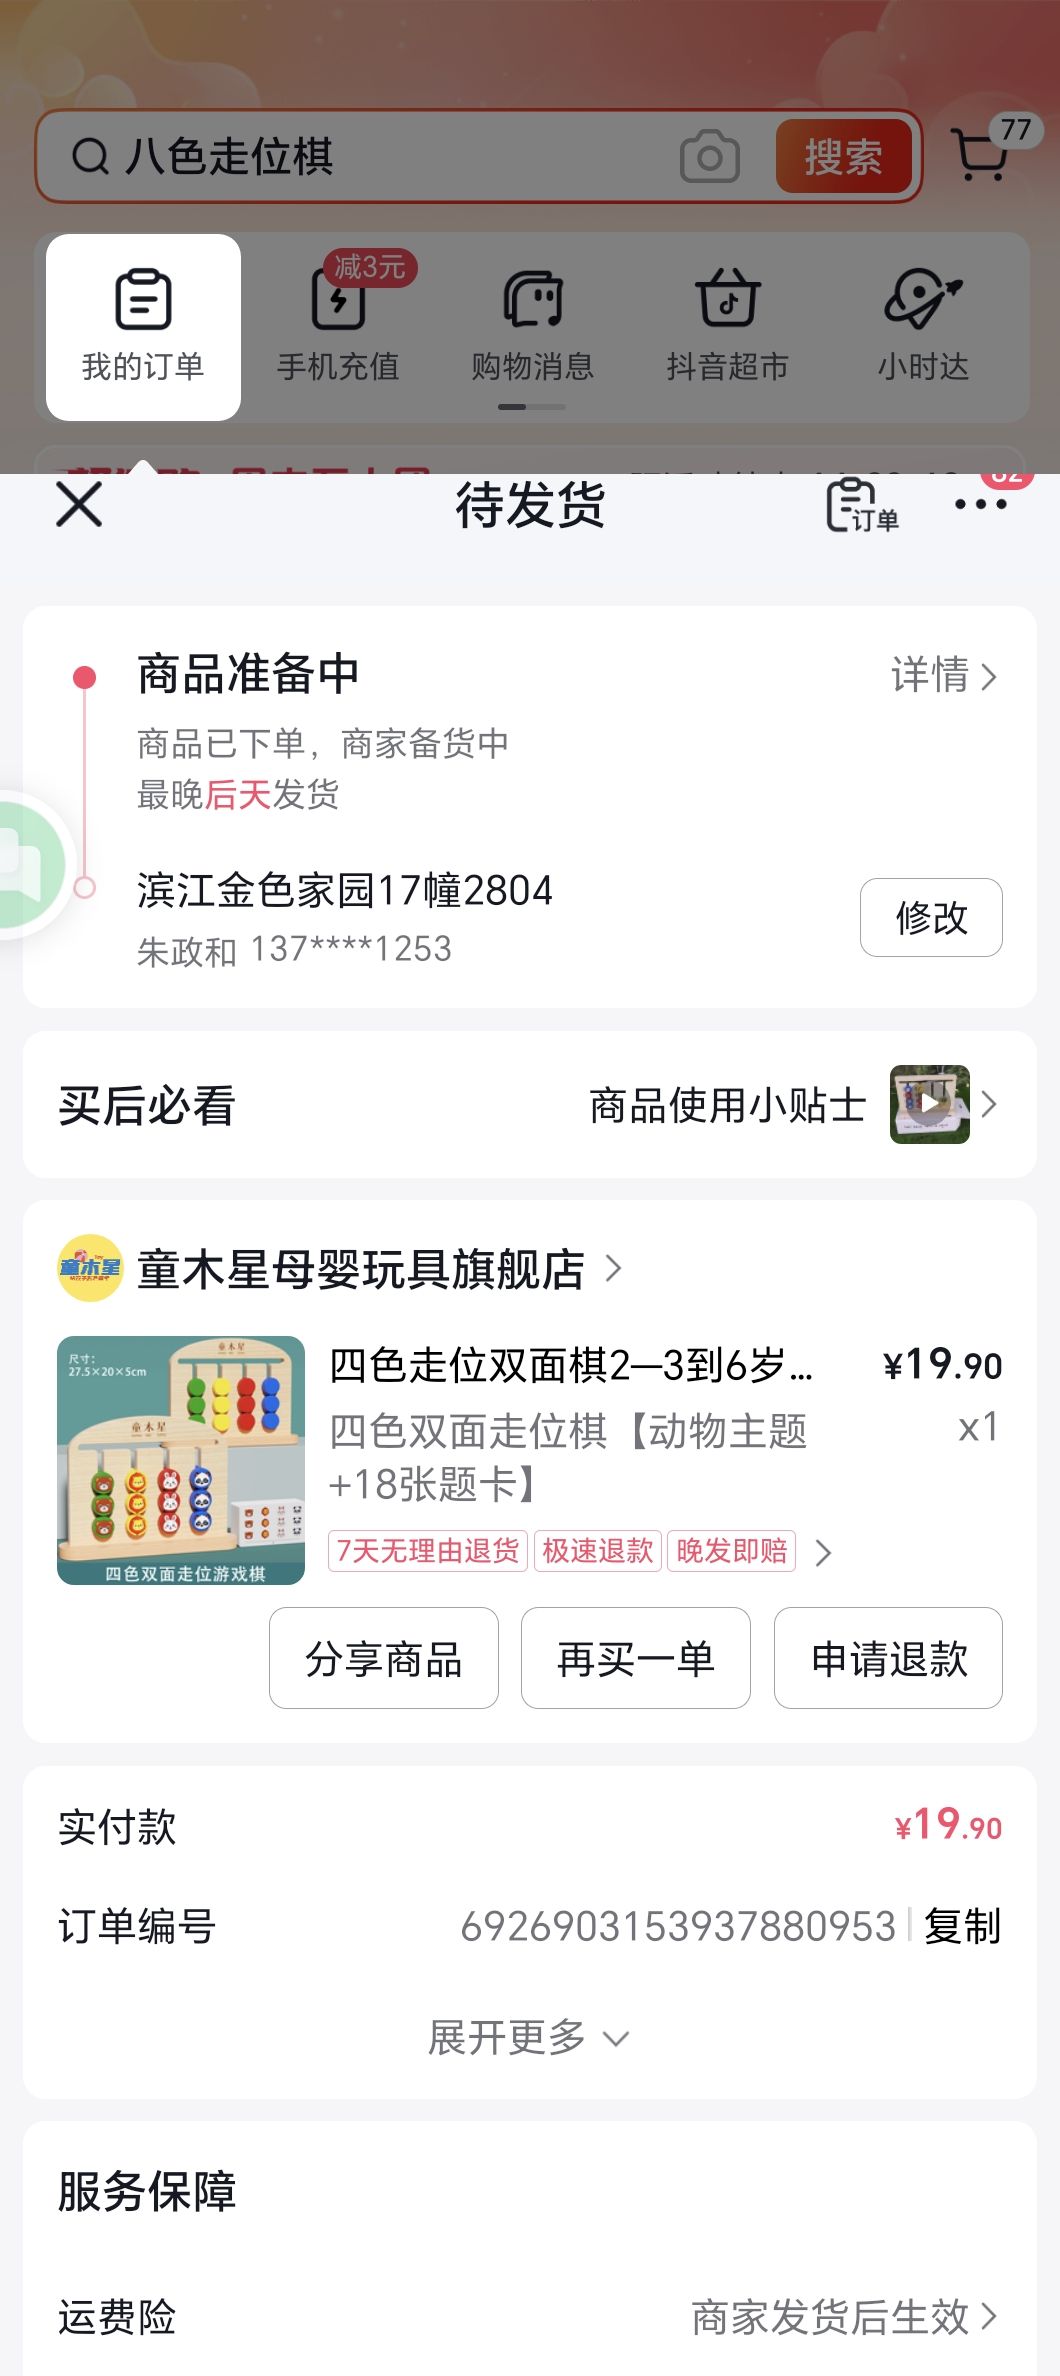 八色走位棋
搜索
77
我的订单
减3元
手机充值
购物消息
抖音超市
小时达
待发货
订单
82
商品准备中
详情
商品已下单，商家备货中
最晚后天发货
滨江金色家园17幢2804
朱政和 137****1253
修改
买后必看
商品使用小贴士
童木星
童木星母婴玩具旗舰店
尺寸：
27.5×20×5cm
童木星
童木星
四色双面走位游戏棋
四色走位双面棋2—3到6岁...
¥19.90
四色双面走位棋【动物主题
x1
+18张题卡】
7天无理由退货
极速退款
晚发即赔
分享商品
再买一单
申请退款
实付款
¥19.90
订单编号
6926903153937880953
复制
展开更多
服务保障
运费险
商家发货后生效